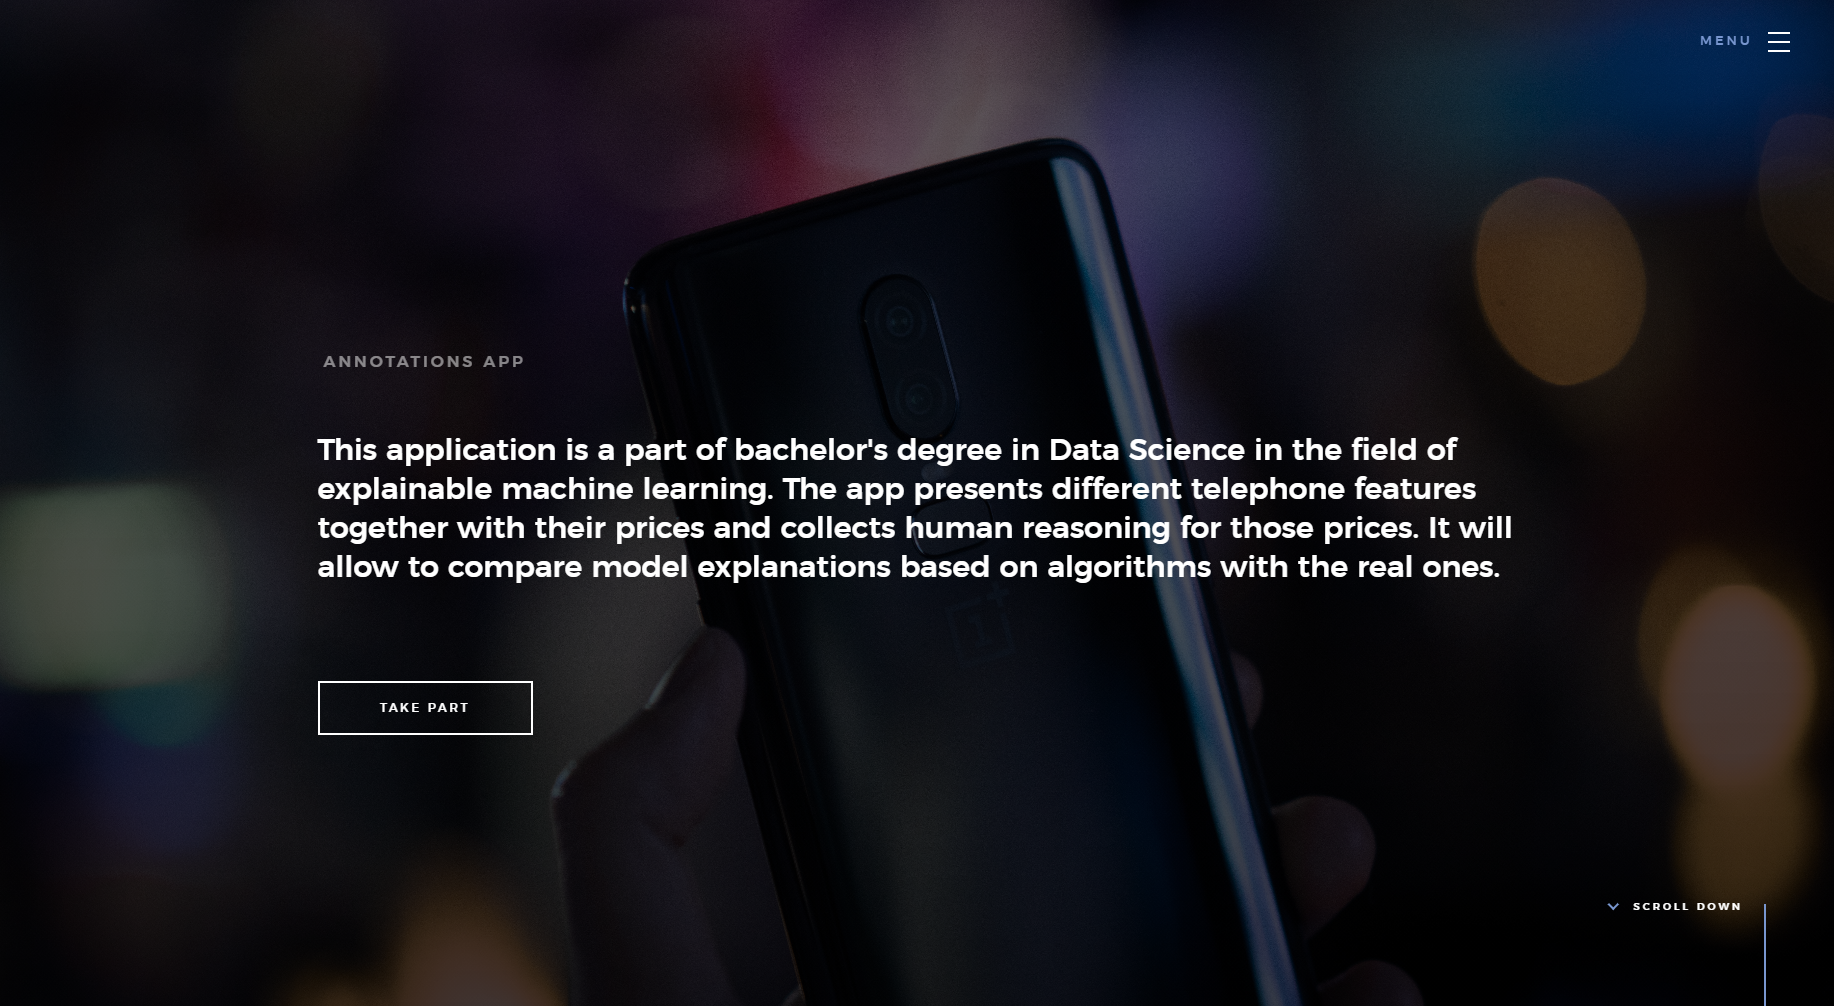 MENU
ANNOTATIONS APP
This application is a part of bachelor's degree in Data Science in the field of
explainable machine learning. The app presents different telephone features
together with their prices and collects human reasoning for those prices. It will
allow to compare model explanations based on algorithms with the real ones.
TAKE PART
SCROLL DOWN